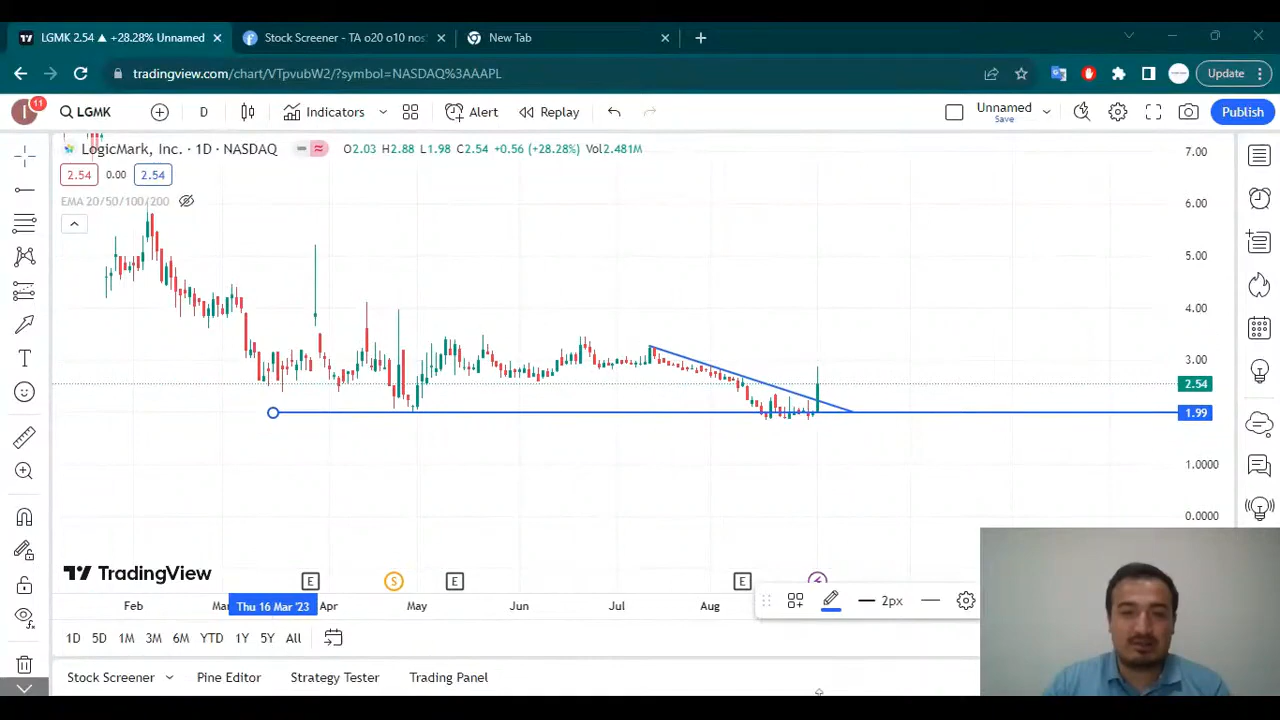 LGMK 2.54 ▲ +28.28% Unnamed
Stock Screener - TA o20 o10 nos
New Tab
tradingview.com/chart/VTpvubW2/?symbol=NASDAQ%3AAAPL
Update
11
I
LGMK
D
Indicators
Alert
Replay
Unnamed
Save
Publish
LogicMark, Inc. · 1D · NASDAQ
O2.03 H2.88 L1.98 C2.54 +0.56 (+28.28%) Vol2.481M
2.54 0.00 2.54
EMA 20/50/100/200
7.00
6.00
5.00
4.00
3.00
2.54
1.99
1.0000
0.0000
TradingView
E S E E
Feb
Thu 16 Mar '23
Apr May Jun Jul Aug
2px
1D 5D 1M 3M 6M YTD 1Y 5Y All
Stock Screener
Pine Editor
Strategy Tester
Trading Panel